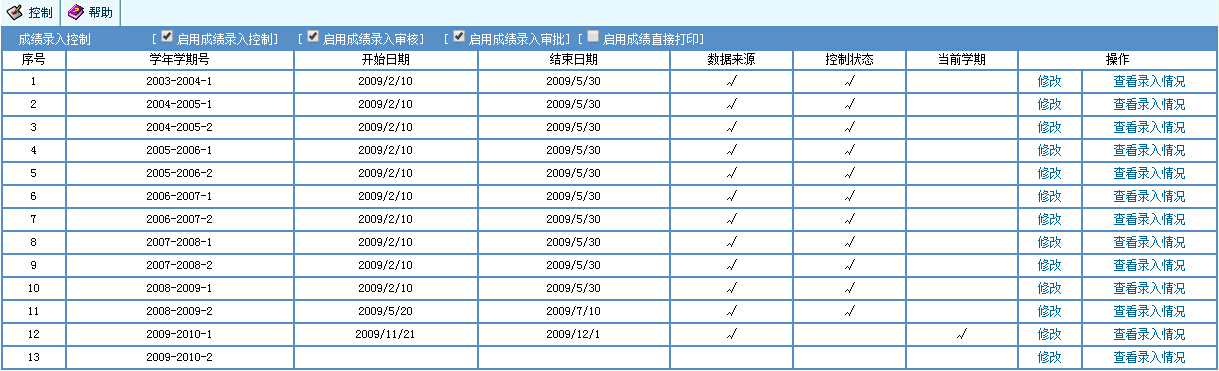 控制 帮助
成绩录入控制 [☑启用成绩录入控制] [☑启用成绩录入审核] [☑启用成绩录入审批] [☐启用成绩直接打印]
序号 学年学期号 开始日期 结束日期 数据来源 控制状态 当前学期 操作
1 2003-2004-1 2009/2/10 2009/5/30 √ √ 修改 查看录入情况
2 2004-2005-1 2009/2/10 2009/5/30 √ √ 修改 查看录入情况
3 2004-2005-2 2009/2/10 2009/5/30 √ √ 修改 查看录入情况
4 2005-2006-1 2009/2/10 2009/5/30 √ √ 修改 查看录入情况
5 2005-2006-2 2009/2/10 2009/5/30 √ √ 修改 查看录入情况
6 2006-2007-1 2009/2/10 2009/5/30 √ √ 修改 查看录入情况
7 2006-2007-2 2009/2/10 2009/5/30 √ √ 修改 查看录入情况
8 2007-2008-1 2009/2/10 2009/5/30 √ √ 修改 查看录入情况
9 2007-2008-2 2009/2/10 2009/5/30 √ √ 修改 查看录入情况
10 2008-2009-1 2009/2/10 2009/5/30 √ √ 修改 查看录入情况
11 2008-2009-2 2009/5/20 2009/7/10 √ √ 修改 查看录入情况
12 2009-2010-1 2009/11/21 2009/12/1 √ √ 修改 查看录入情况
13 2009-2010-2 修改 查看录入情况